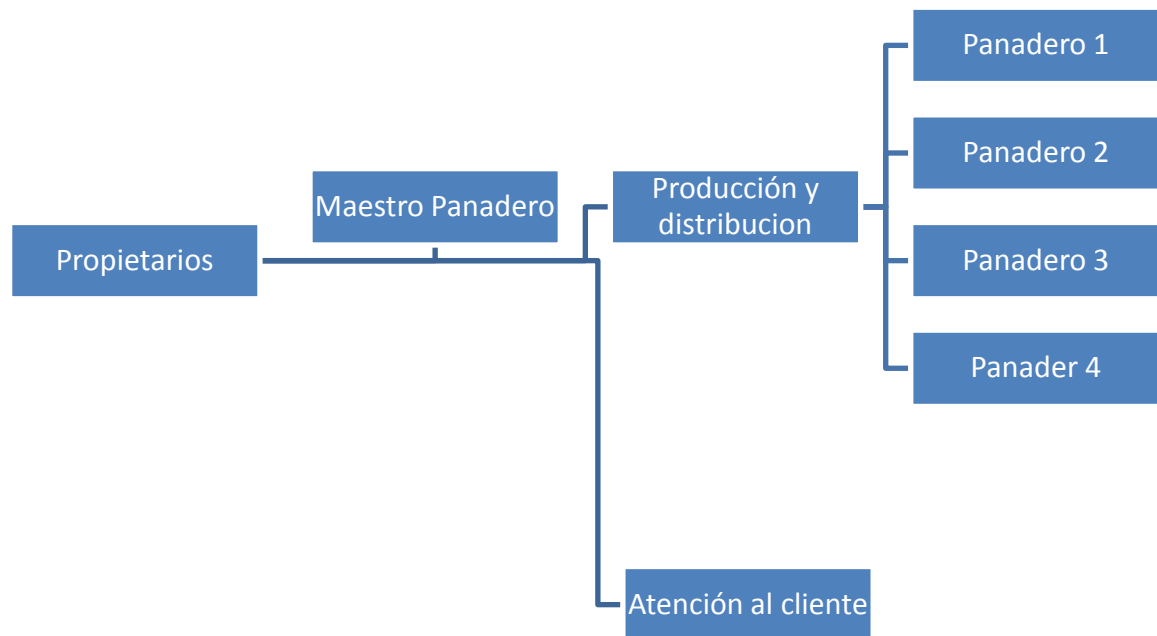 Propietarios
Maestro Panadero
Producción y
distribucion
Panadero 1
Panadero 2
Panadero 3
Panader 4
Atención al cliente